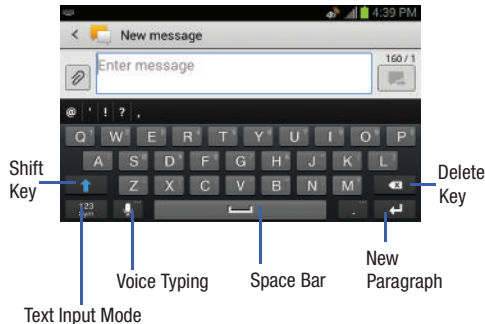 4:39 PM
New message
Enter message
160 / 1
@ ' ! ? ,
Q W E R T Y U I O P
A S D F G H J K L
Z X C V B N M
123
Sym
.
Shift
Key
Delete
Key
Voice Typing
Space Bar
New
Paragraph
Text Input Mode